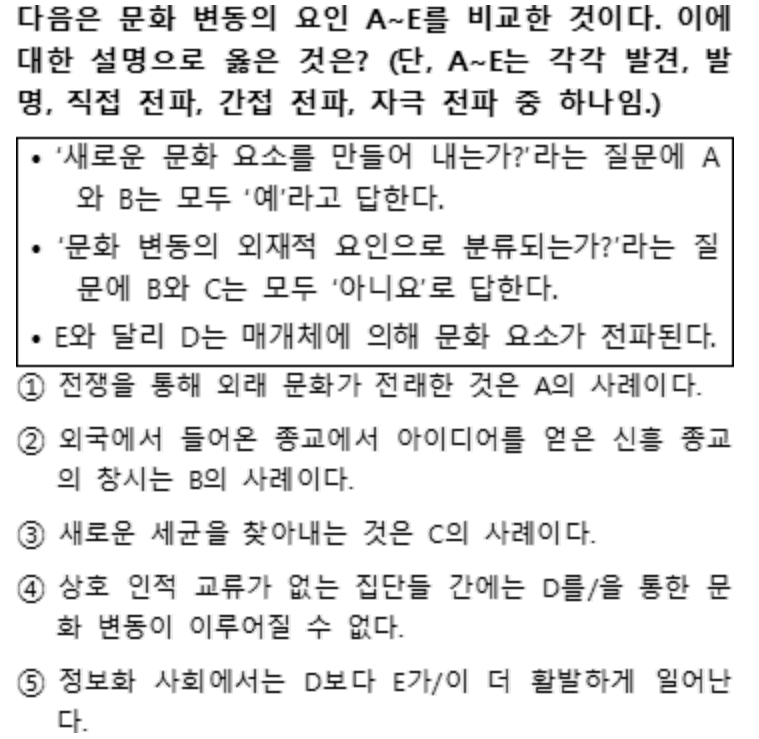 다음은 문화 변동의 요인 A~E를 비교한 것이다. 이에
대한 설명으로 옳은 것은? (단, A~E는 각각 발견, 발
명, 직접 전파, 간접 전파, 자극 전파 중 하나임.)
• ‘새로운 문화 요소를 만들어 내는가?’라는 질문에 A
와 B는 모두 ‘예’라고 답한다.
• ‘문화 변동의 외재적 요인으로 분류되는가?’라는 질
문에 B와 C는 모두 ‘아니요’로 답한다.
• E와 달리 D는 매개체에 의해 문화 요소가 전파된다.
① 전쟁을 통해 외래 문화가 전래한 것은 A의 사례이다.
② 외국에서 들어온 종교에서 아이디어를 얻은 신흥 종교
의 창시는 B의 사례이다.
③ 새로운 세균을 찾아내는 것은 C의 사례이다.
④ 상호 인적 교류가 없는 집단들 간에는 D를/을 통한 문
화 변동이 이루어질 수 없다.
⑤ 정보화 사회에서는 D보다 E가/이 더 활발하게 일어난
다.